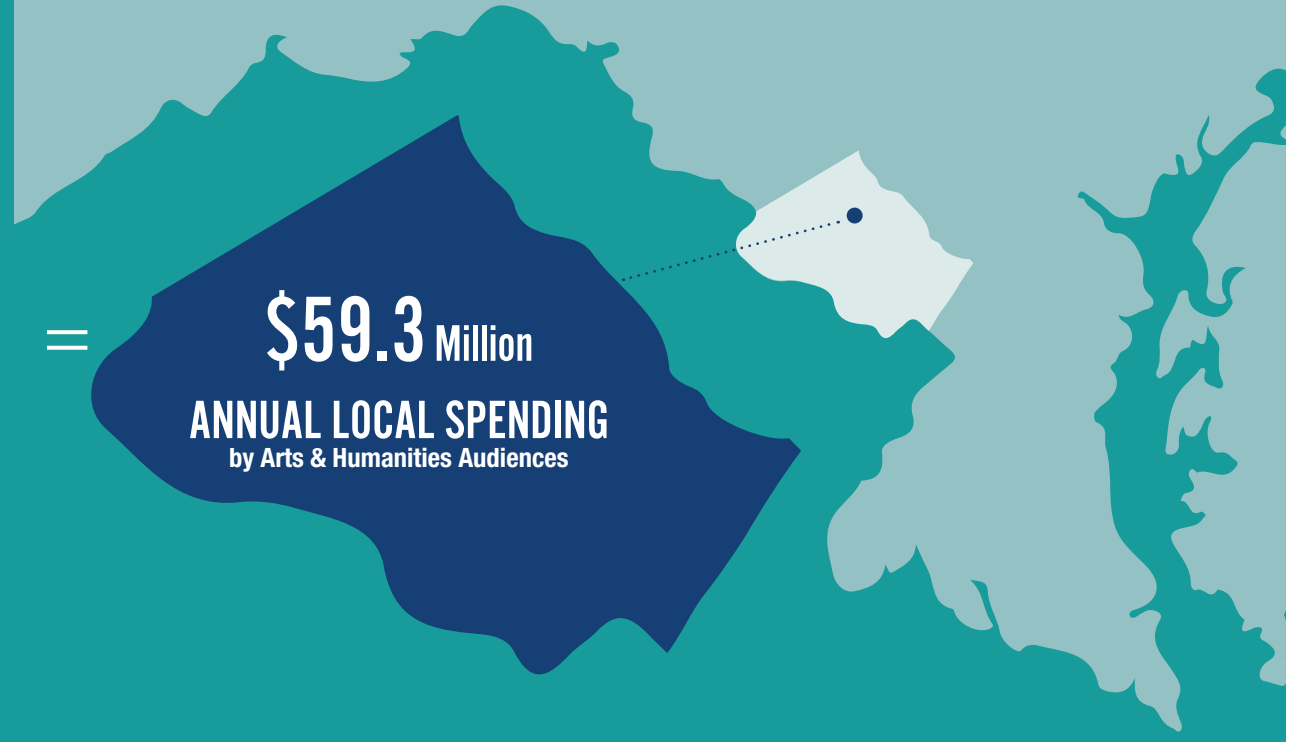 =
$59.3 Million
ANNUAL LOCAL SPENDING
by Arts & Humanities Audiences